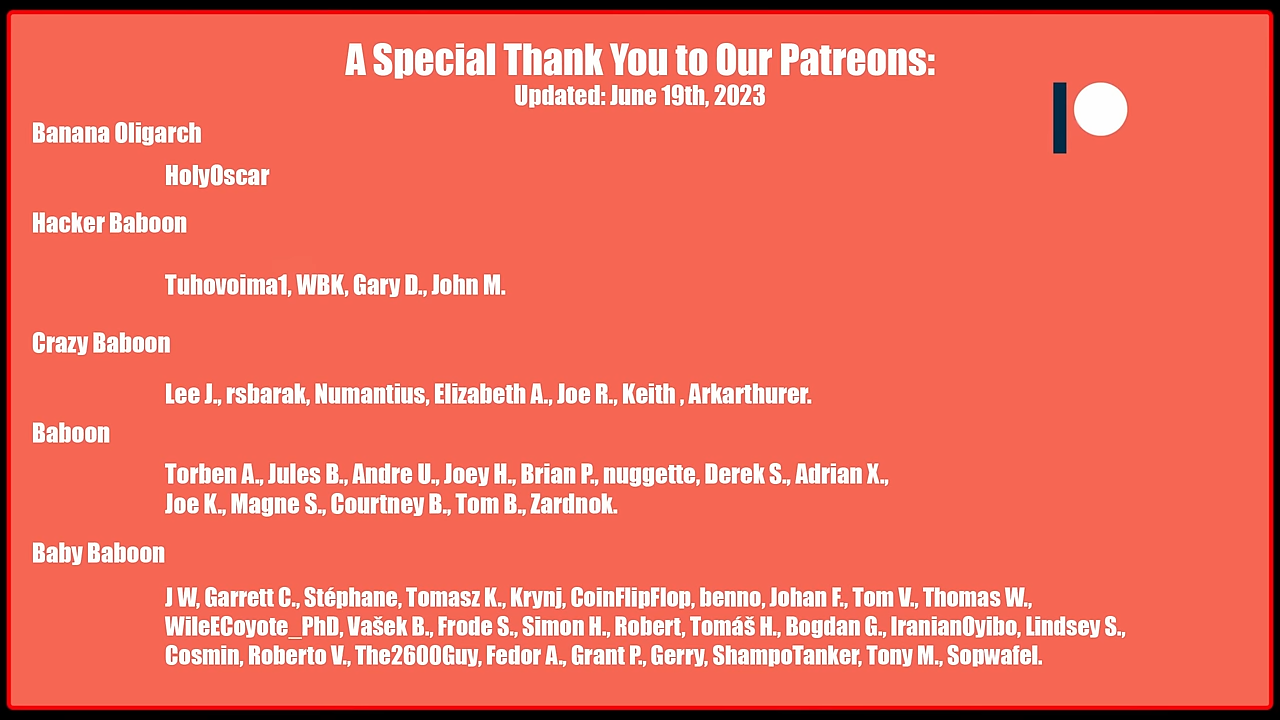 A Special Thank You to Our Patreons:
Updated: June 19th, 2023
Banana Oligarch
HolyOscar
Hacker Baboon
Tuhovoima1, WBK, Gary D., John M.
Crazy Baboon
Lee J., rsbarak, Numantius, Elizabeth A., Joe R., Keith , Arkarthurer.
Baboon
Torben A., Jules B., Andre U., Joey H., Brian P., nuggette, Derek S., Adrian X.,
Joe K., Magne S., Courtney B., Tom B., Zardnok.
Baby Baboon
J W, Garrett C., Stéphane, Tomasz K., Krynj, CoinFlipFlop, benno, Johan F., Tom V., Thomas W.,
WileECoyote_PhD, Vašek B., Frode S., Simon H., Robert, Tomáš H., Bogdan G., IranianOyibo, Lindsey S.,
Cosmin, Roberto V., The2600Guy, Fedor A., Grant P., Gerry, ShampoTanker, Tony M., Sopwafel.